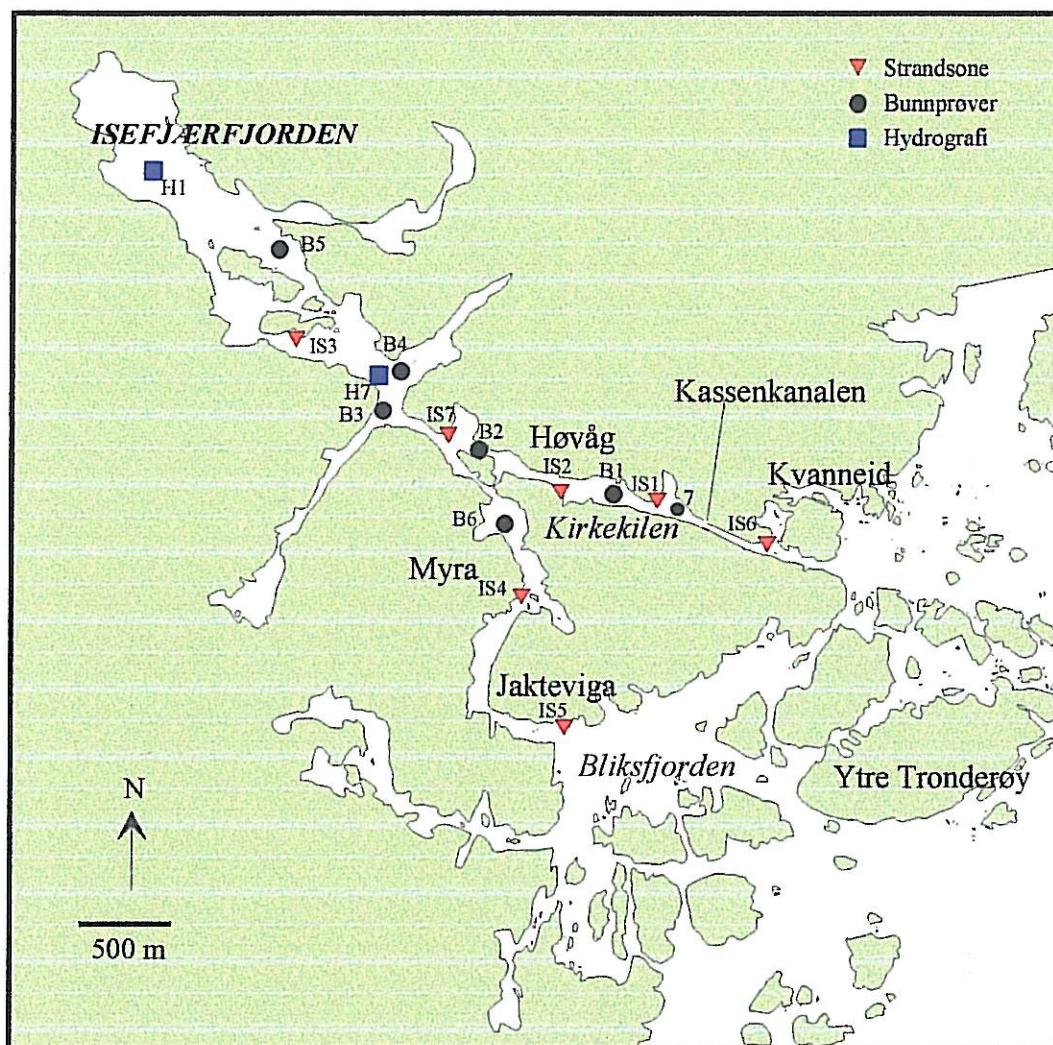 Strandsone
Bunnprøver
Hydrografi
ISEFJÆRFJORDEN
H1
B5
IS3
B4
H7
B3
IS7
B2
Høvåg
Kassenkanalen
IS2
B1
IS1
7
Kvanneid
Kirkekilen
IS6
B6
Myra
IS4
Jakteviga
IS5
Bliksfjorden
Ytre Tronderøy
N
500 m